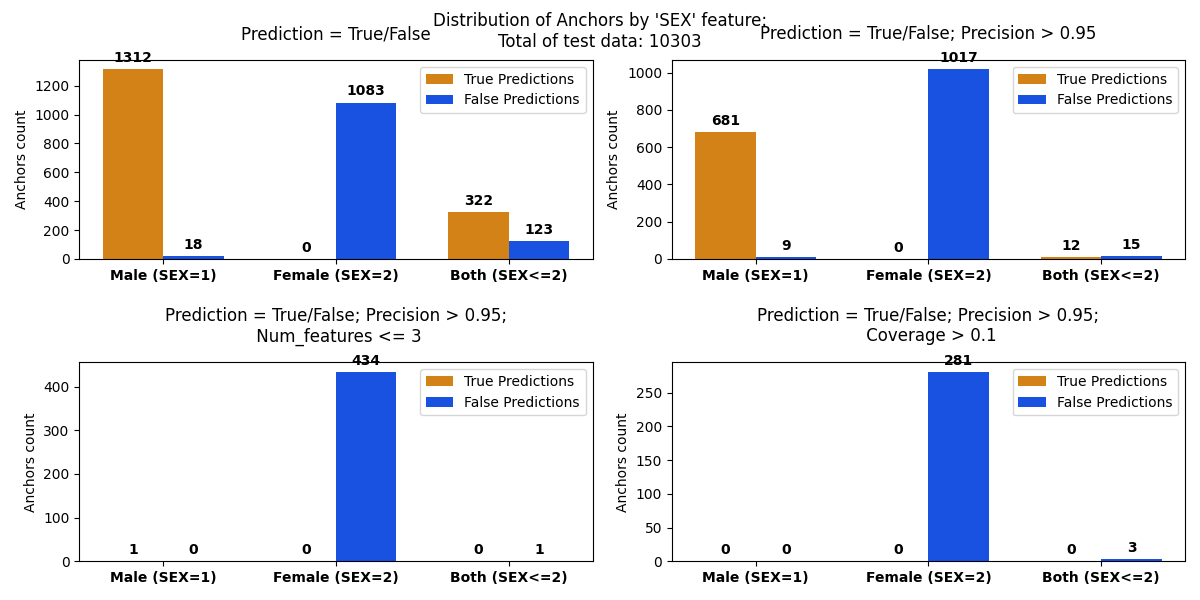 Distribution of Anchors by 'SEX' feature;
Total of test data: 10303
Prediction = True/False
1312
1200
1000
800
600
400
200
0
Anchors count
True Predictions
False Predictions
18
0
1083
322
123
Male (SEX=1)
Female (SEX=2)
Both (SEX<=2)
Prediction = True/False; Precision > 0.95
1017
1000
800
600
400
200
0
Anchors count
True Predictions
False Predictions
681
9
0
12
15
Male (SEX=1)
Female (SEX=2)
Both (SEX<=2)
Prediction = True/False; Precision > 0.95;
Num_features <= 3
434
400
300
200
100
0
Anchors count
True Predictions
False Predictions
1
0
0
0
1
Male (SEX=1)
Female (SEX=2)
Both (SEX<=2)
Prediction = True/False; Precision > 0.95;
Coverage > 0.1
281
250
200
150
100
50
0
Anchors count
True Predictions
False Predictions
0
0
0
0
3
Male (SEX=1)
Female (SEX=2)
Both (SEX<=2)